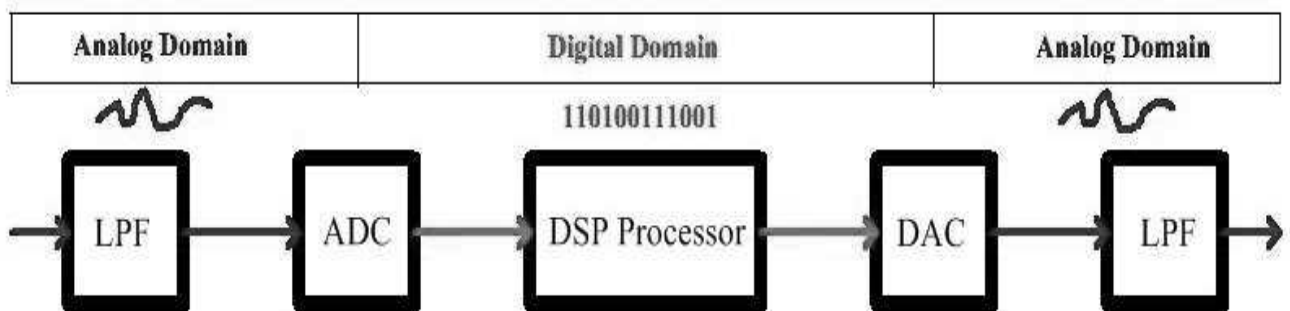 Analog Domain Digital Domain Analog Domain
110100111001
LPF ADC DSP Processor DAC LPF